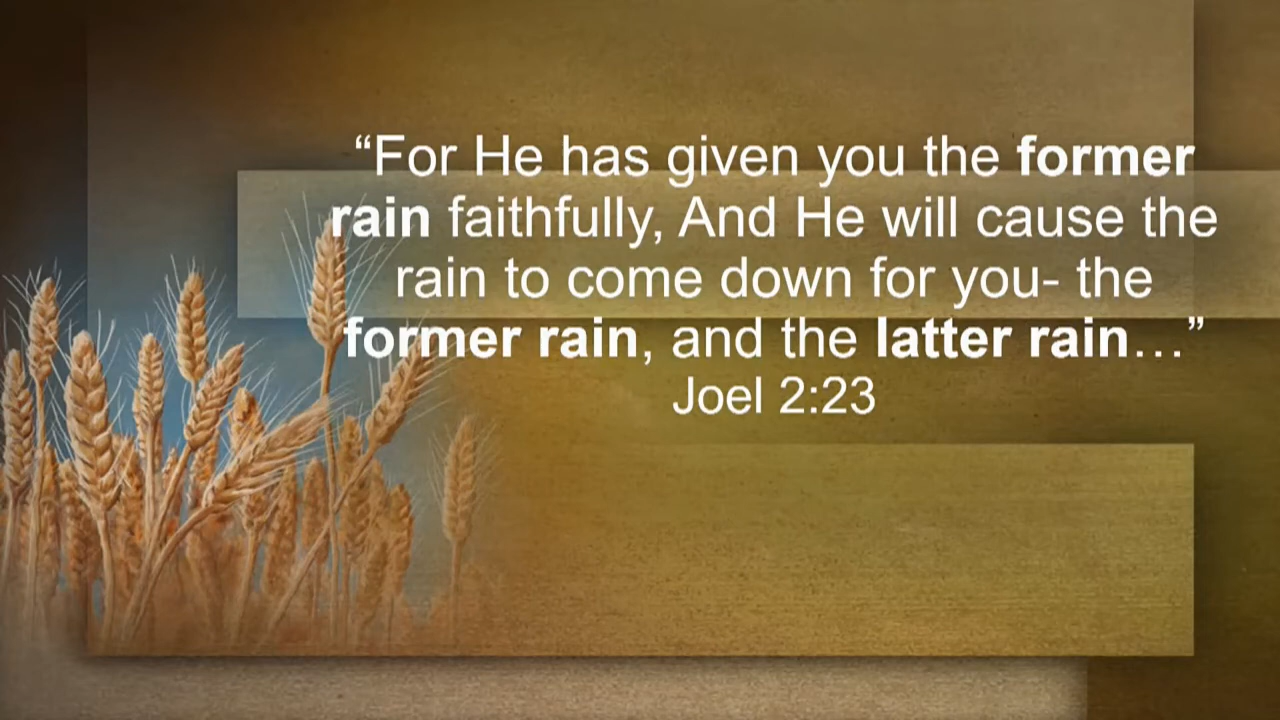 “For He has given you the former
rain faithfully, And He will cause the
rain to come down for you- the
former rain, and the latter rain…”
Joel 2:23